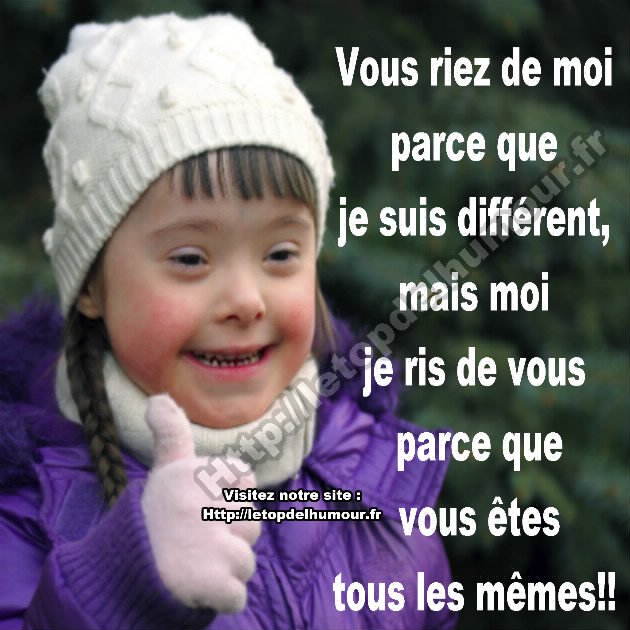 Vous riez de moi
parce que
je suis différent,
mais moi
je ris de vous
parce que
vous êtes
tous les mêmes!!
Http://letopdelhumour.fr
Visitez notre site :
Http://letopdelhumour.fr